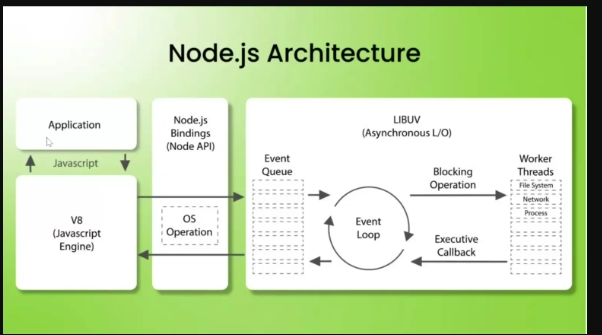 Node.js Architecture
Application
Javascript
V8
(Javascript
Engine)
Node.js
Bindings
(Node API)
OS
Operation
LIBUV
(Asynchronous L/O)
Event
Queue
Event
Loop
Blocking
Operation
Executive
Callback
Worker
Threads
File System
Network
Process